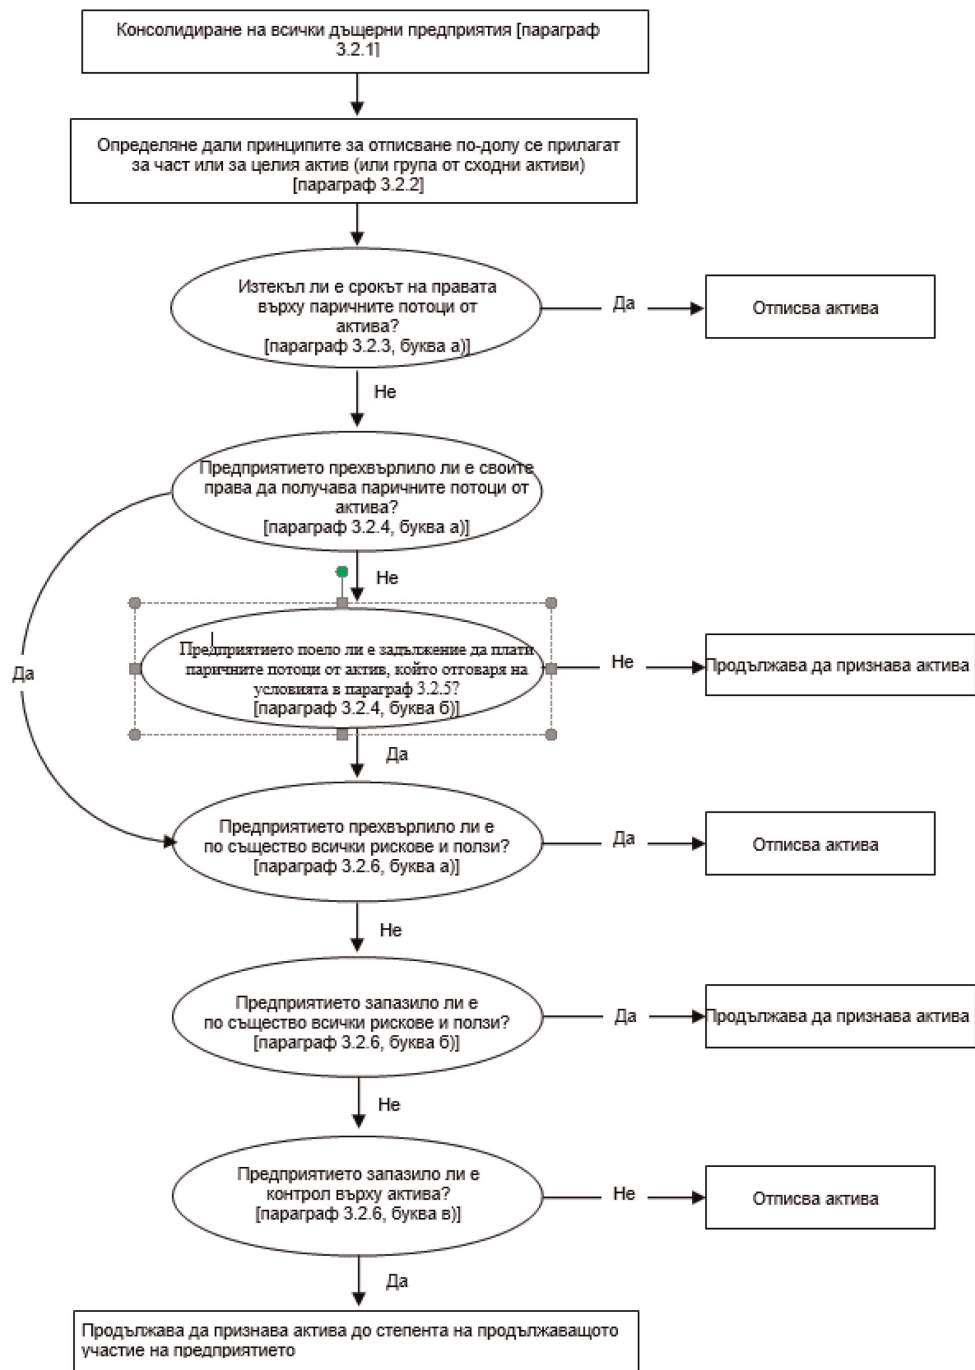 Консолидиране на всички дъщерни предприятия [параграф
3.2.1]
Определяне дали принципите за отписване по-долу се прилагат
за част или за целия актив (или група от сходни активи)
[параграф 3.2.2]
Изтекъл ли е срокът на правата
върху паричните потоци от
актива?
[параграф 3.2.3, буква а)]
Да
Отписва актива
Не
Предприятието прехвърлило ли е своите
права да получава паричните потоци от
актива?
[параграф 3.2.4, буква а)]
Не
Да
Предприятието поело ли е задължение да плати
паричните потоци от актив, който отговаря на
условията в параграф 3.2.5?
[параграф 3.2.4, буква б)]
Не
Продължава да признава актива
Да
Предприятието прехвърлило ли е
по същество всички рискове и ползи?
[параграф 3.2.6, буква а)]
Да
Отписва актива
Не
Предприятието запазило ли е
по същество всички рискове и ползи?
[параграф 3.2.6, буква б)]
Да
Продължава да признава актива
Не
Предприятието запазило ли е
контрол върху актива?
[параграф 3.2.6, буква в)]
Не
Отписва актива
Да
Продължава да признава актива до степента на продължаващото
участие на предприятието